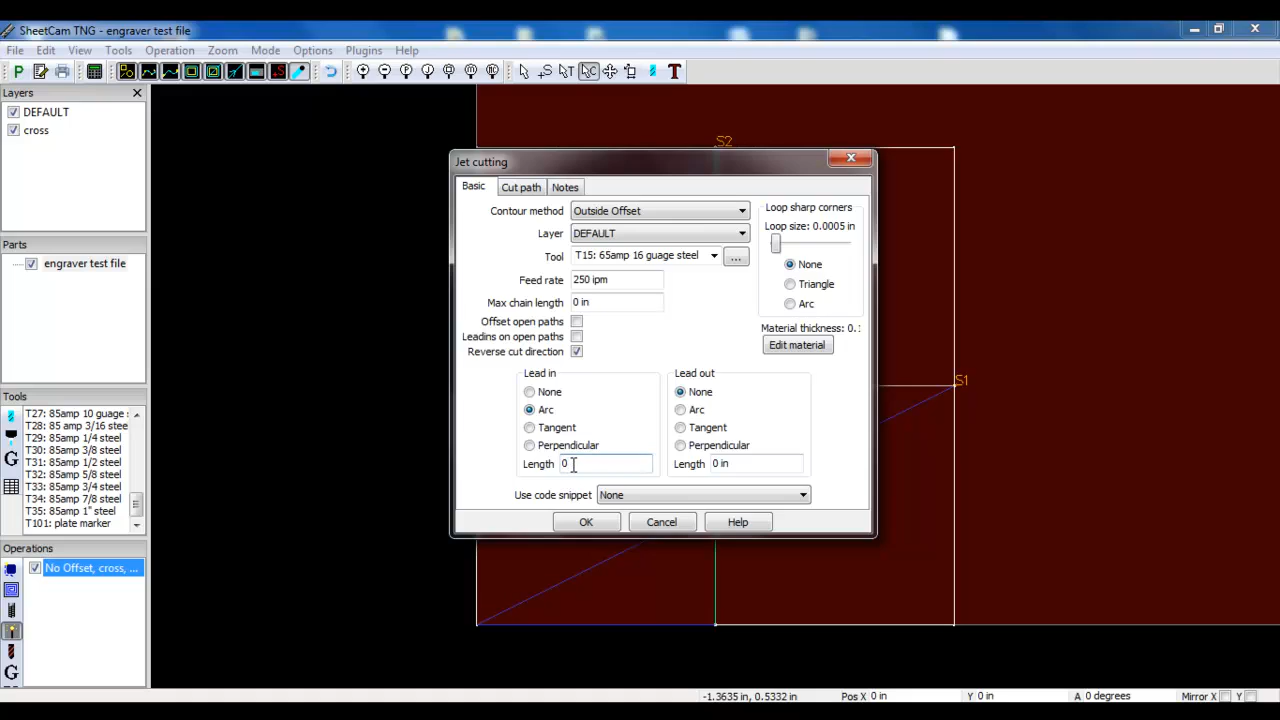 SheetCam TNG - engraver test file
File Edit View Tools Operation Zoom Mode Options Plugins Help
Layers
DEFAULT
cross
Parts
engraver test file
Tools
T27: 85amp 10 guage
T28: 85 amp 3/16 steel
T29: 85amp 1/4 steel
T30: 85amp 3/8 steel
T31: 85amp 1/2 steel
T32: 85amp 5/8 steel
T33: 85amp 3/4 steel
T34: 85amp 7/8 steel
T35: 85amp 1" steel
T101: plate marker
Operations
No Offset, cross, ...
S2
S1
Jet cutting
Basic Cut path Notes
Contour method Outside Offset
Layer DEFAULT
Tool T15: 65amp 16 guage steel ...
Feed rate 250 ipm
Max chain length 0 in
Offset open paths
Leadins on open paths
Reverse cut direction
Loop sharp corners
Loop size: 0.0005 in
None
Triangle
Arc
Material thickness: 0.
Edit material
Lead in
None
Arc
Tangent
Perpendicular
Length 0
Lead out
None
Arc
Tangent
Perpendicular
Length 0 in
Use code snippet None
OK Cancel Help
-1.3635 in, 0.5332 in Pos X 0 in Y 0 in A 0 degrees Mirror X Y